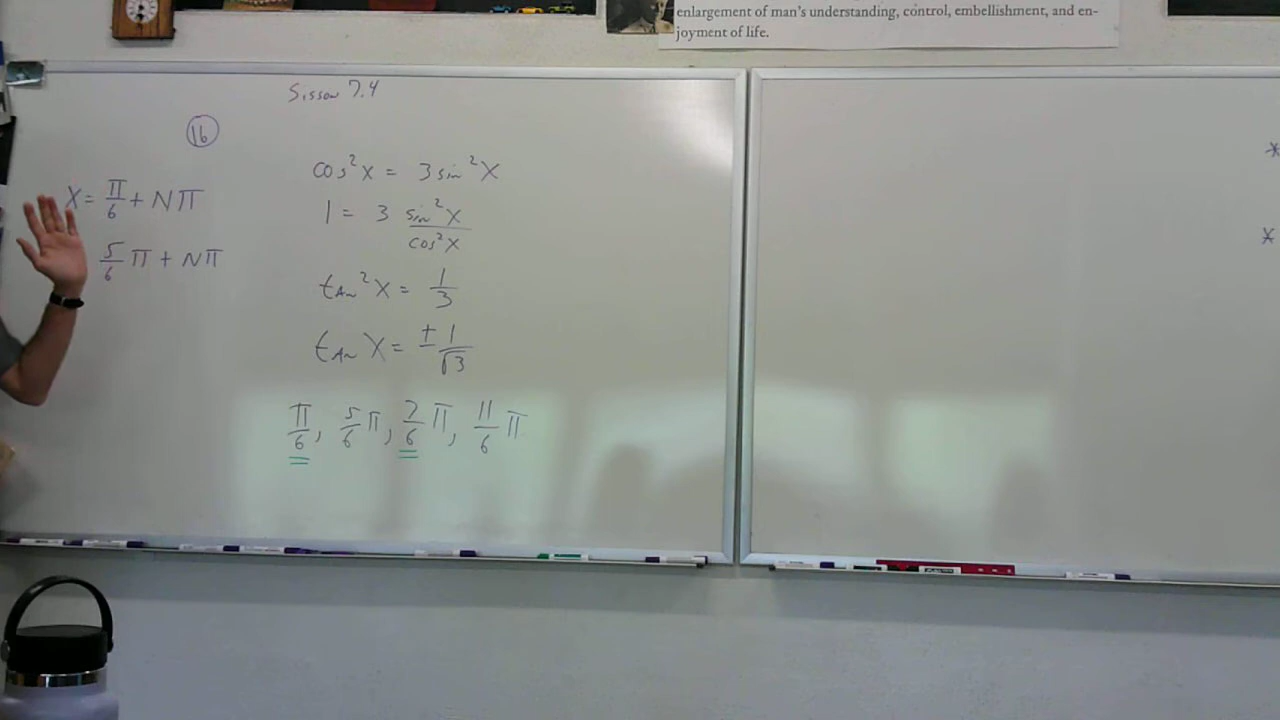 enlargement of man's understanding, control, embellishment, and en-
joyment of life.
Sisson 7.4
16
cos²x = 3sin²x
1 = 3 sin²x / cos²x
tan²x = 1/3
tan x = ± 1/√3
π/6, 5/6 π, 7/6 π, 11/6 π
x = π/6 + Nπ
5/6 π + Nπ
*
*